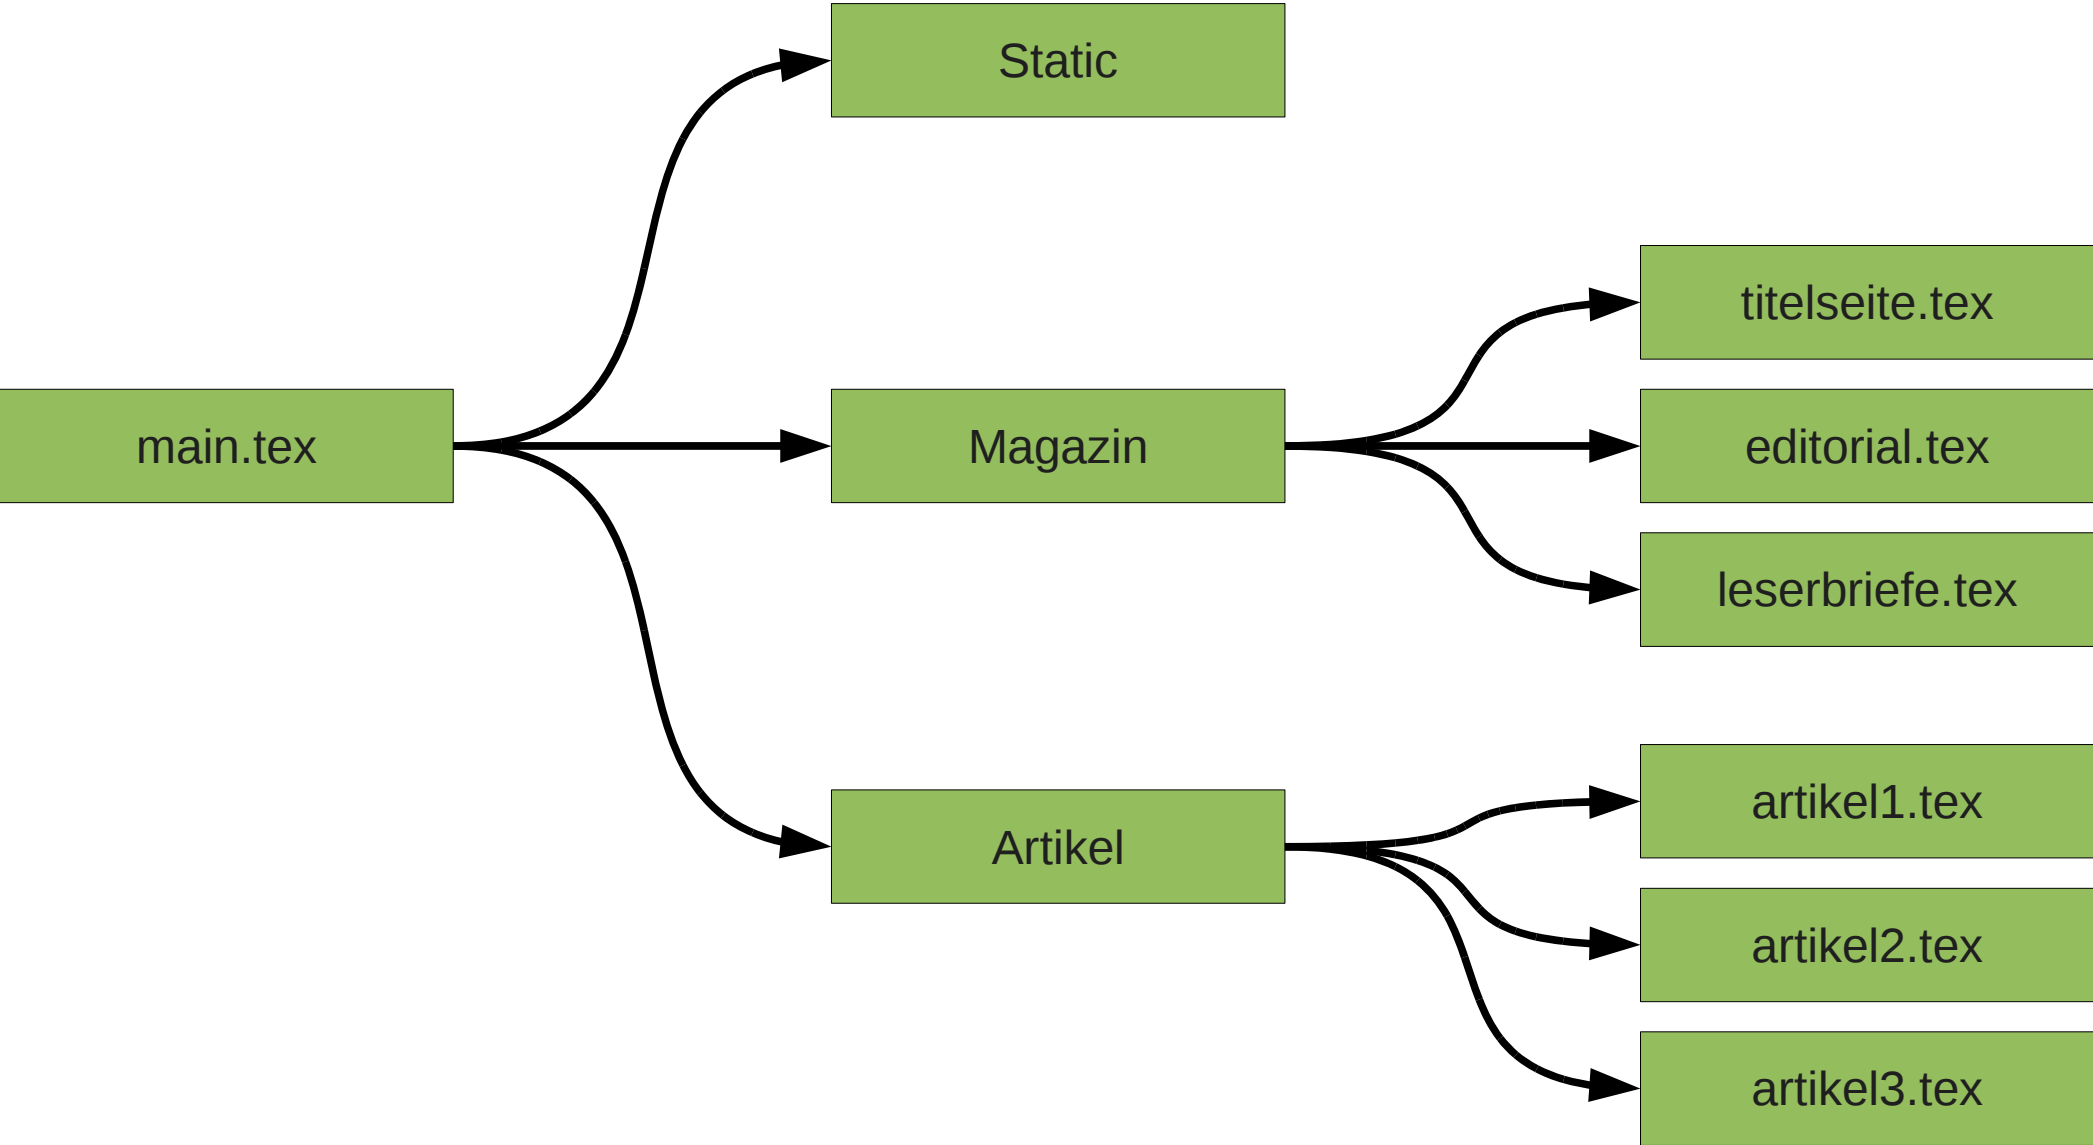 main.tex
Static
Magazin
Artikel
titelseite.tex
editorial.tex
leserbriefe.tex
artikel1.tex
artikel2.tex
artikel3.tex